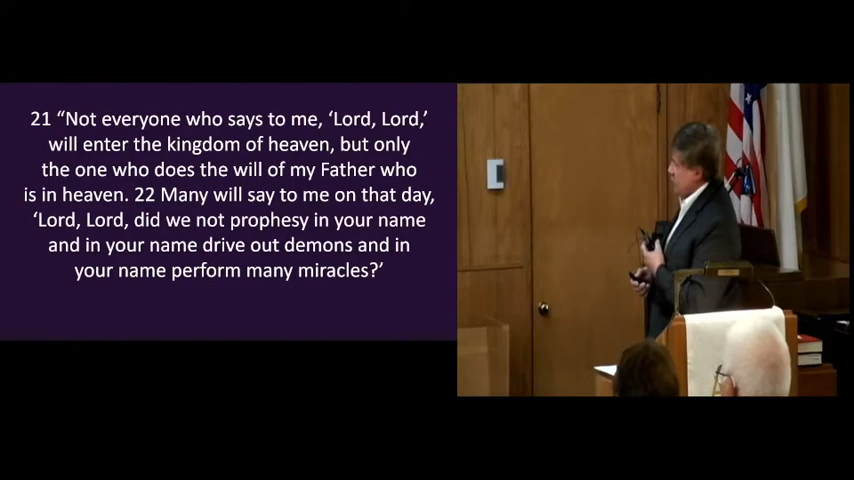 21 “Not everyone who says to me, ‘Lord, Lord,’
will enter the kingdom of heaven, but only
the one who does the will of my Father who
is in heaven. 22 Many will say to me on that day,
‘Lord, Lord, did we not prophesy in your name
and in your name drive out demons and in
your name perform many miracles?’